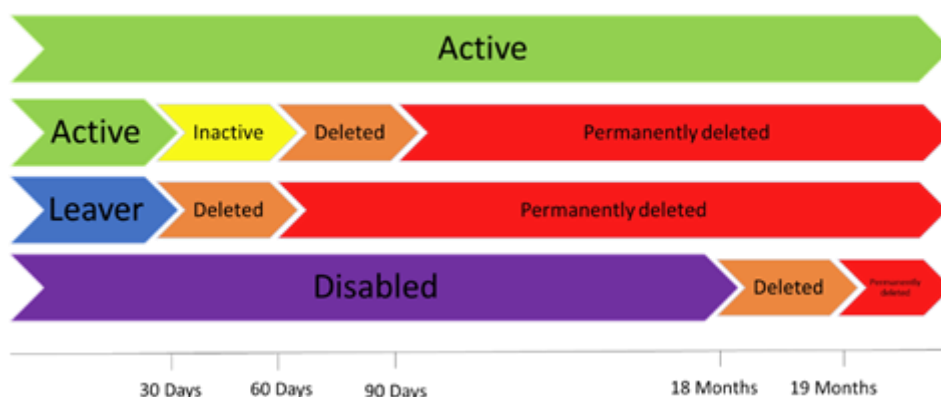 Active
Active Inactive Deleted Permanently deleted
Leaver Deleted Permanently deleted
Disabled Deleted Permanently
deleted
30 Days 60 Days 90 Days 18 Months 19 Months